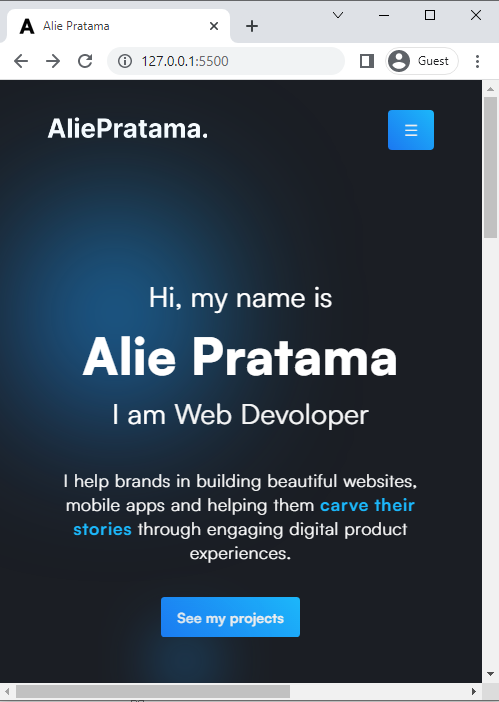 Alie Pratama
127.0.0.1:5500
Guest
AliePratama.
Hi, my name is
Alie Pratama
I am Web Devoloper
I help brands in building beautiful websites,
mobile apps and helping them carve their
stories through engaging digital product
experiences.
See my projects